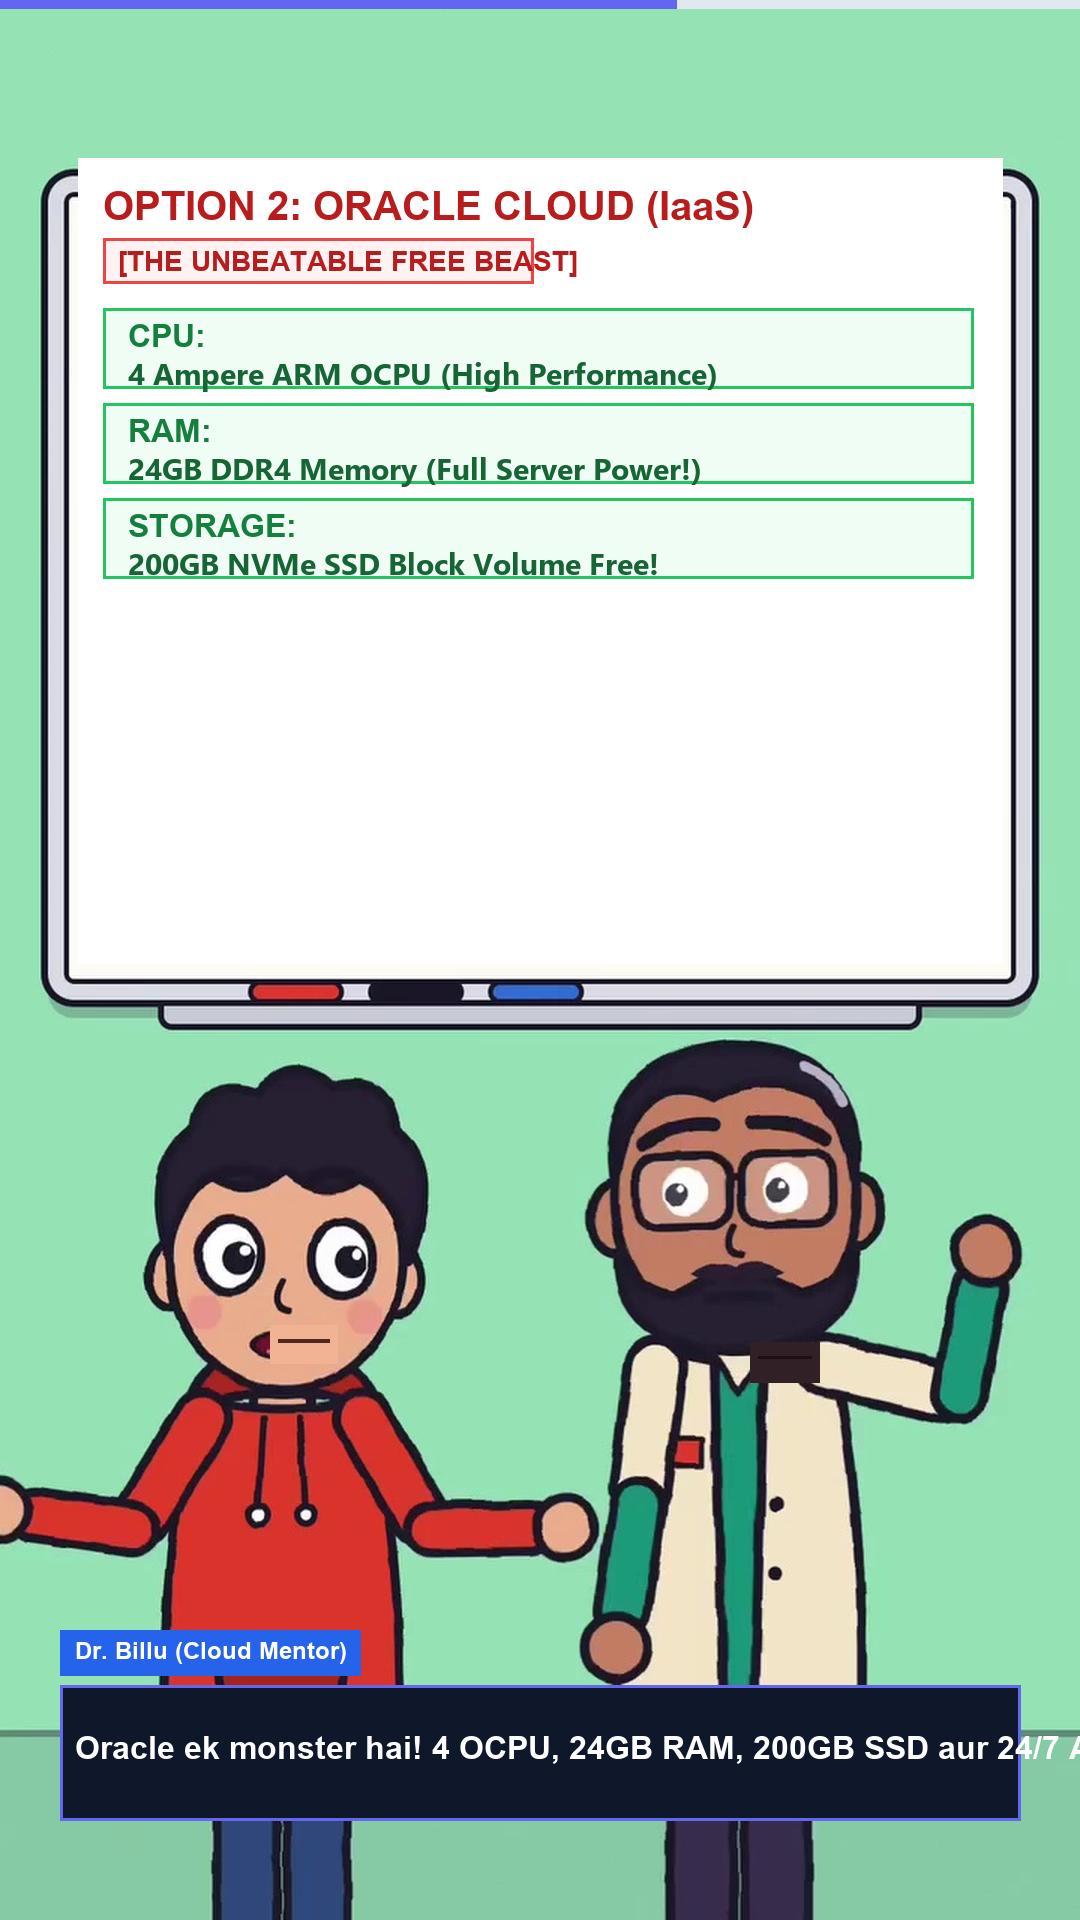 OPTION 2: ORACLE CLOUD (IaaS)
[THE UNBEATABLE FREE BEAST]
CPU:
4 Ampere ARM OCPU (High Performance)
RAM:
24GB DDR4 Memory (Full Server Power!)
STORAGE:
200GB NVMe SSD Block Volume Free!
Dr. Billu (Cloud Mentor)
Oracle ek monster hai! 4 OCPU, 24GB RAM, 200GB SSD aur 24/7